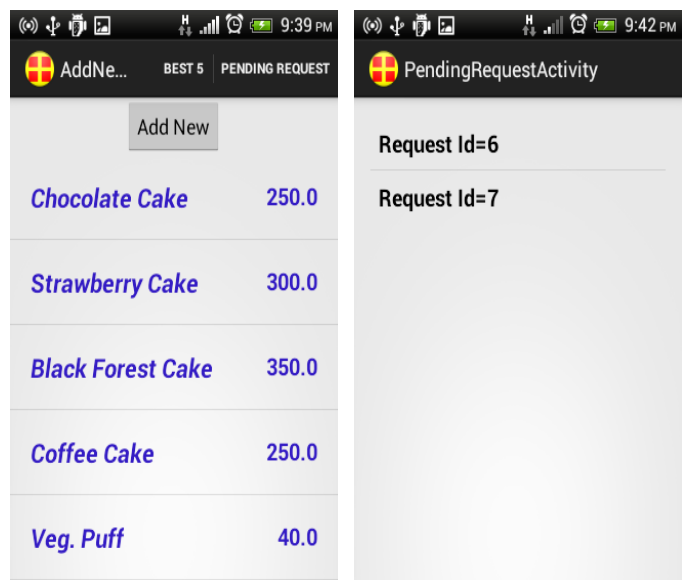 H 9:39 PM
AddNe... BEST 5 PENDING REQUEST
Add New
Chocolate Cake 250.0
Strawberry Cake 300.0
Black Forest Cake 350.0
Coffee Cake 250.0
Veg. Puff 40.0
H 9:42 PM
PendingRequestActivity
Request Id=6
Request Id=7